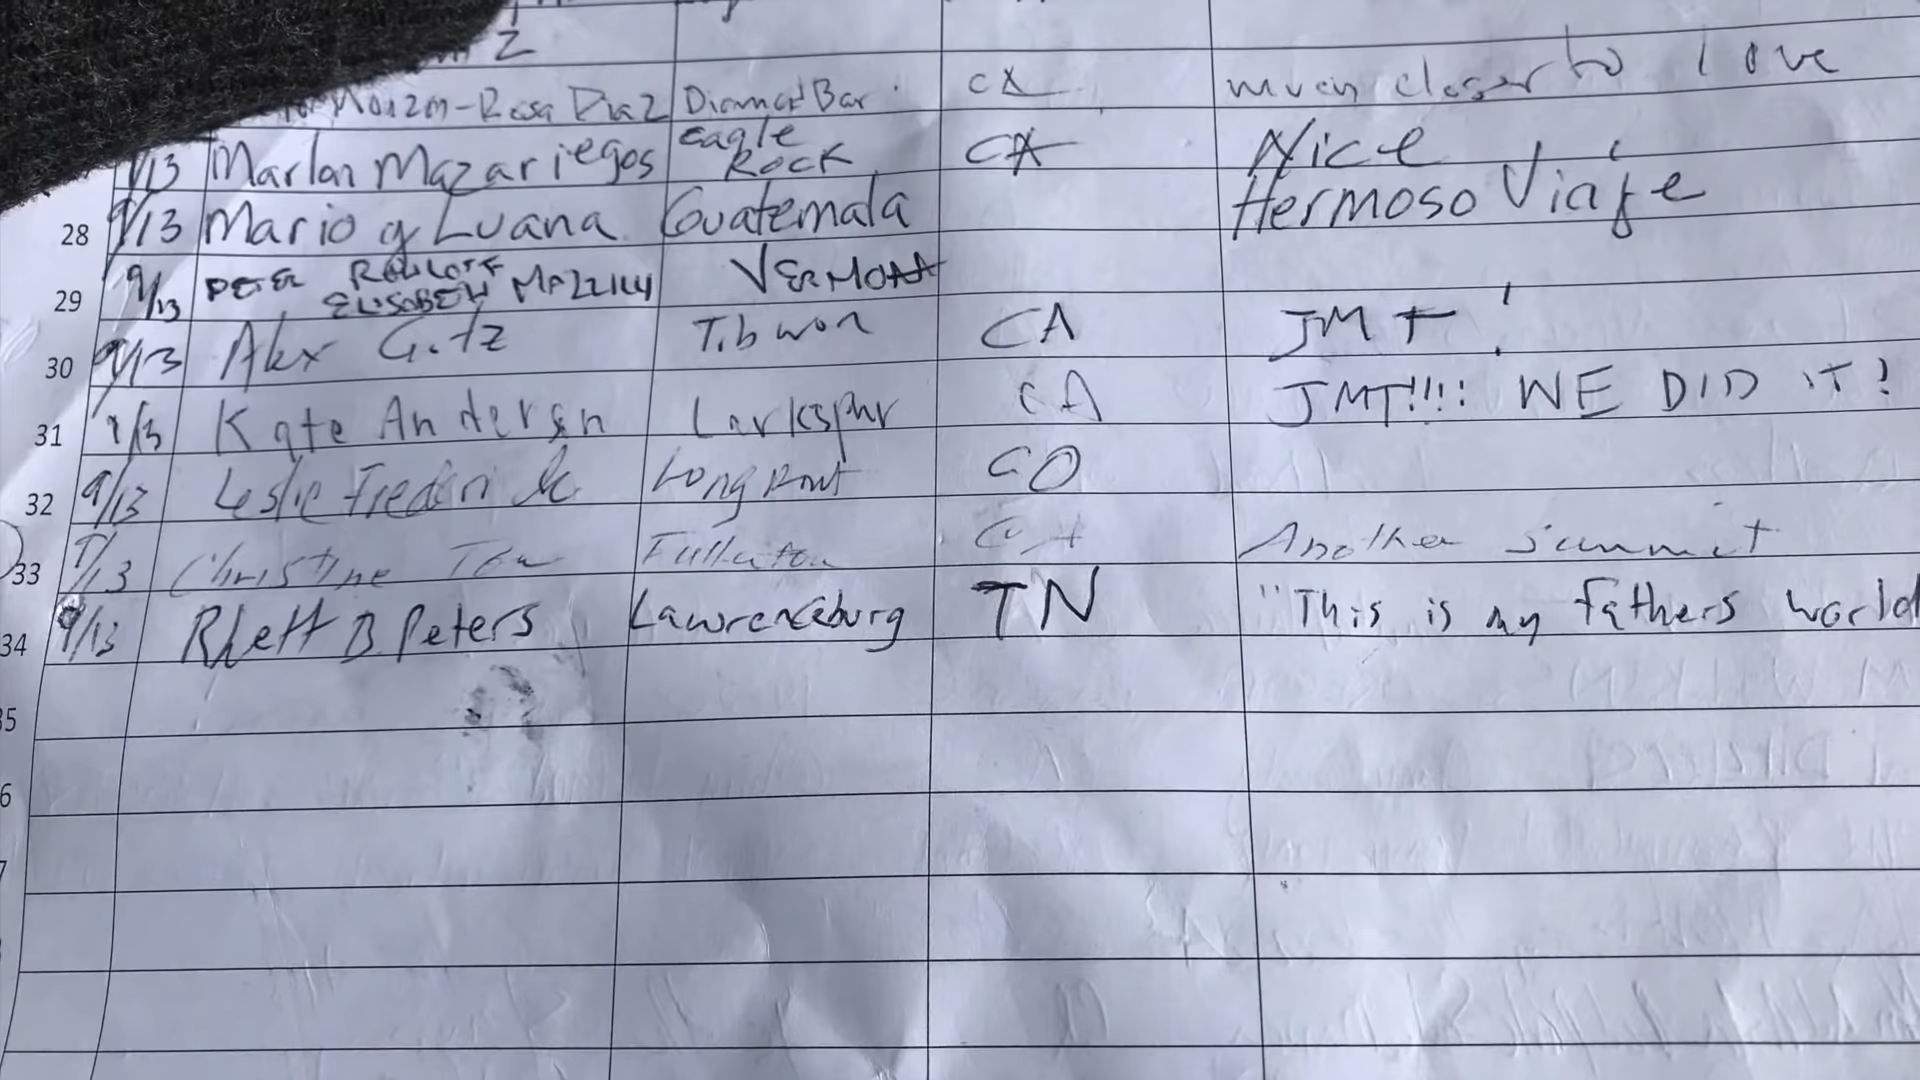 Z
Rosa Diaz Diamond Bar CA much closer to love
9/13 Marlon Mazariegos Eagle Rock CA Nice
28 9/13 Mario y Luana Guatemala Hermoso Viaje
29 9/13 PETER ELISABETH VERMONT
30 9/13 Alex CA JMT!
31 9/13 Kate Andersen Larkspur CA JMT!!!! WE DID IT!
32 9/13 Leslie Frederick Longmont CO
33 9/13 Christine Fullerton CA Another summit
34 9/13 Rhett B. Peters Lawrenceburg TN "This is my fathers world